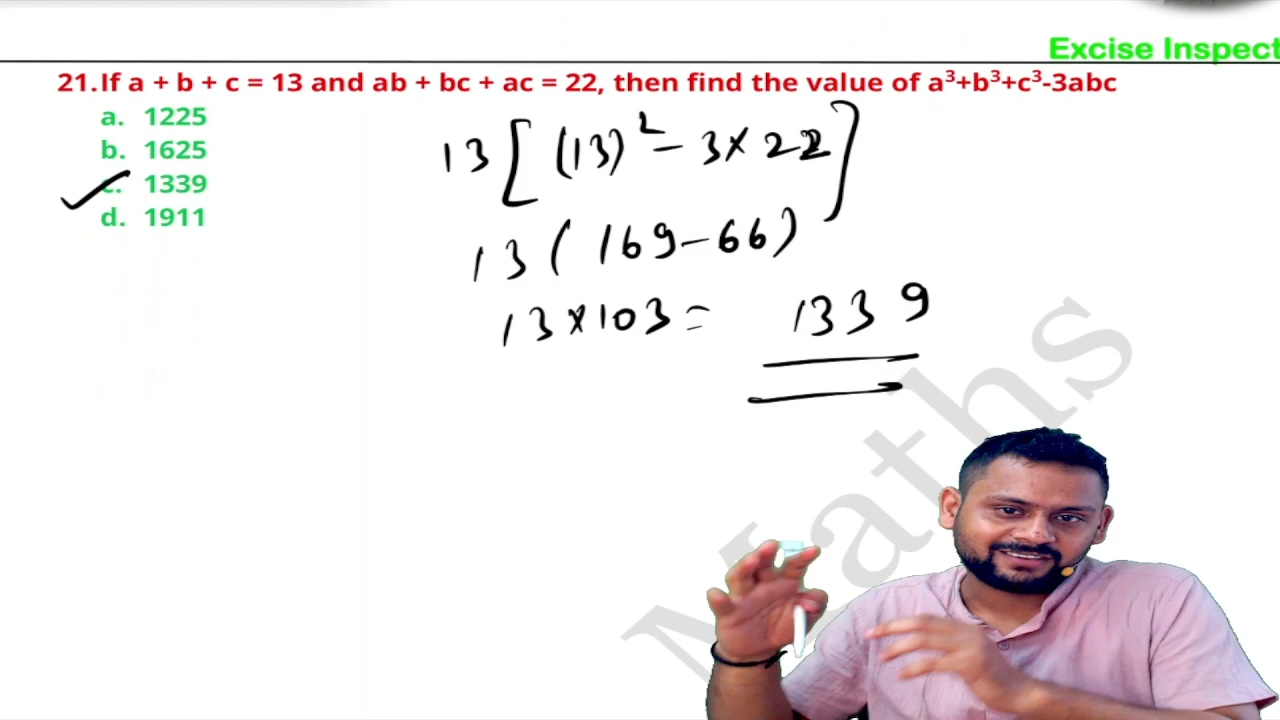 Excise Inspect
21.If a + b + c = 13 and ab + bc + ac = 22, then find the value of a³+b³+c³-3abc
a. 1225
b. 1625
c. 1339
d. 1911
13 [ (13)² - 3 × 22 ]
13 ( 169 - 66 )
13 × 103 = 1339
Maths